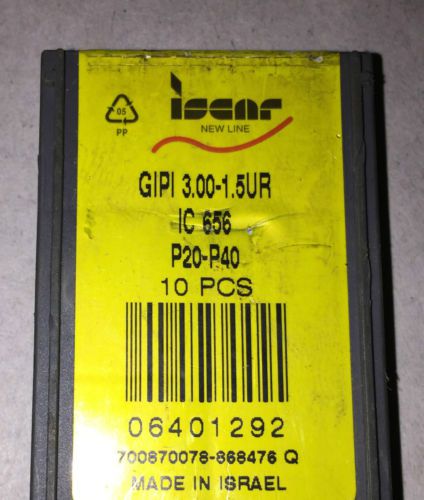 iscar
NEW LINE
05
PP
GIPI 3.00-1.5UR
IC 656
P20-P40
10 PCS
06401292
700870078-868476 Q
MADE IN ISRAEL